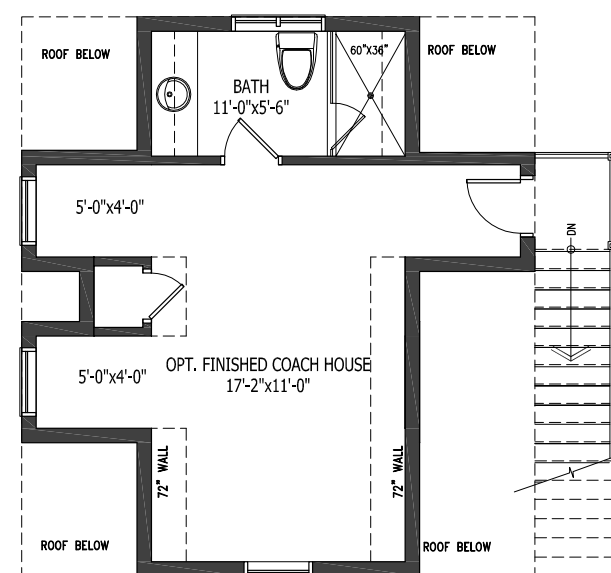 ROOF BELOW
60"X36"
ROOF BELOW
BATH
11'-0"x5'-6"
5'-0"x4'-0"
DN
OPT. FINISHED COACH HOUSE
17'-2"x11'-0"
5'-0"x4'-0"
72" WALL
72" WALL
ROOF BELOW
ROOF BELOW